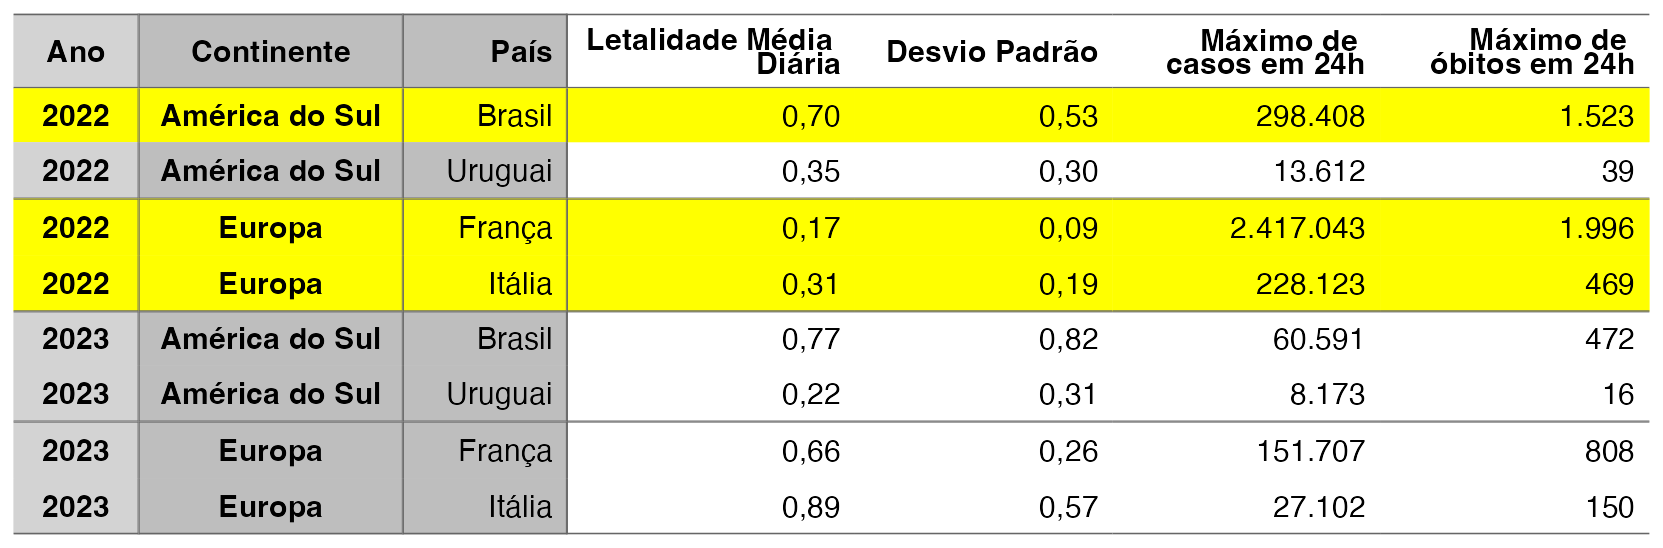 Ano Continente País Letalidade Média Diária Desvio Padrão Máximo de casos em 24h Máximo de óbitos em 24h
2022 América do Sul Brasil 0,70 0,53 298.408 1.523
2022 América do Sul Uruguai 0,35 0,30 13.612 39
2022 Europa França 0,17 0,09 2.417.043 1.996
2022 Europa Itália 0,31 0,19 228.123 469
2023 América do Sul Brasil 0,77 0,82 60.591 472
2023 América do Sul Uruguai 0,22 0,31 8.173 16
2023 Europa França 0,66 0,26 151.707 808
2023 Europa Itália 0,89 0,57 27.102 150